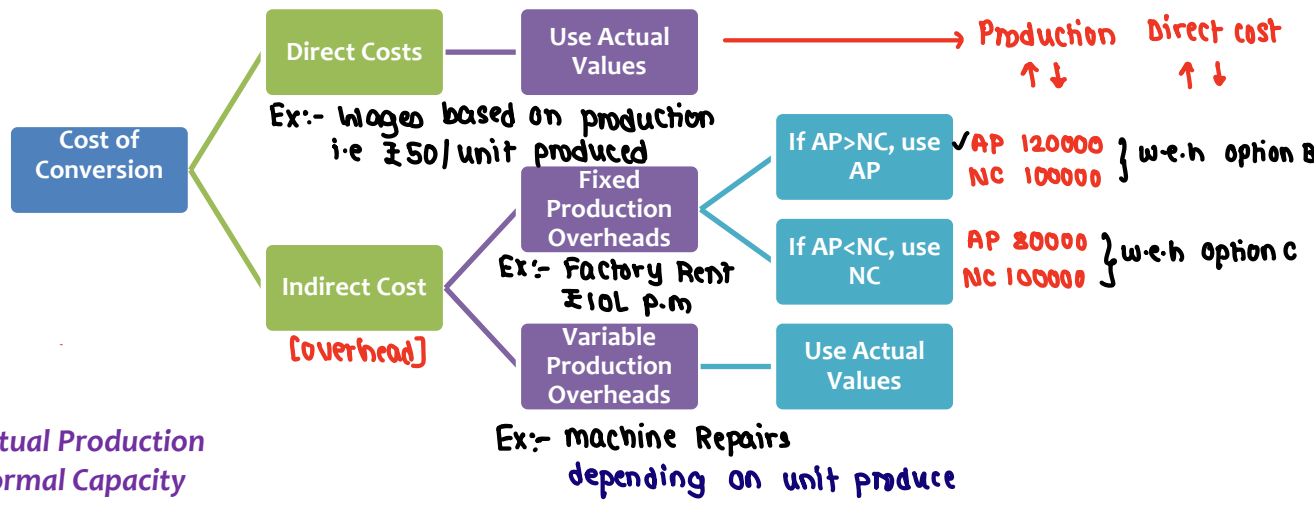 Direct Costs
Use Actual
Values
Production Direct cost
↑↓ ↑↓
Ex:- Wages based on production
i.e ₹50/unit produced
Cost of
Conversion
If AP>NC, use
AP
✓AP 120000
NC 100000
} w.e.h option B
Fixed
Production
Overheads
If AP<NC, use
NC
AP 80000
NC 100000
} w.e.h option C
Ex:- Factory Rent
₹10L p.m
Indirect Cost
[overhead]
Variable
Production
Overheads
Use Actual
Values
Ex:- machine Repairs
depending on unit produce
tual Production
ormal Capacity